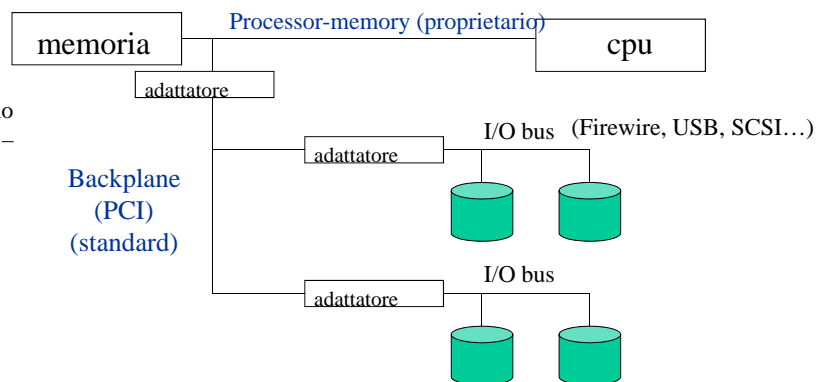 Processor-memory (proprietario)
memoria
cpu
adattatore
I/O bus (Firewire, USB, SCSI…)
adattatore
–
Backplane
(PCI)
(standard)
I/O bus
adattatore